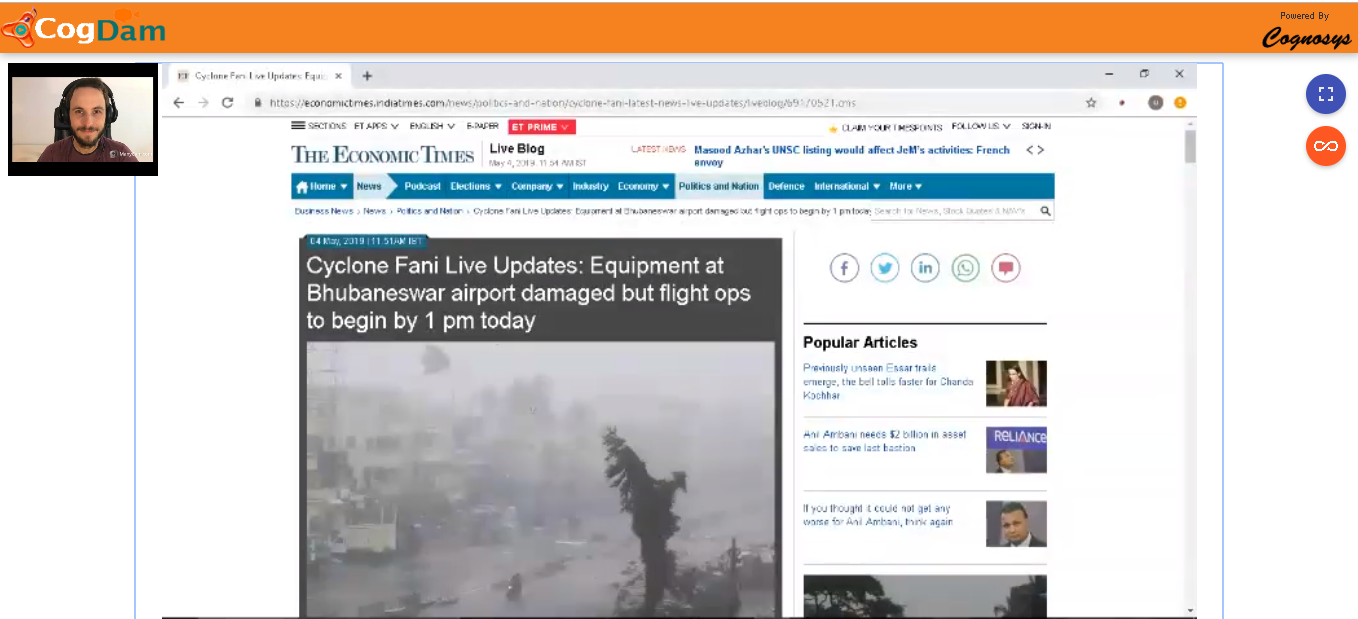 CogDam
Powered By
Cognosys
Cyclone Fani Live Updates: Equi
https://economictimes.indiatimes.com/news/politics-and-nation/cyclone-fani-latest-news-live-updates/liveblog/69170521.cms
SECTIONS ET APPS ENGLISH E-PAPER ET PRIME
CLAIM YOUR TIMESPOINTS FOLLOW US SIGN-IN
THE ECONOMIC TIMES
Live Blog
May 4, 2019, 11:54 AM IST
LATEST NEWS Masood Azhar's UNSC listing would affect JeM's activities: French
envoy
Home News Podcast Elections Company Industry Economy Politics and Nation Defence International More
Business News › News › Politics and Nation › Cyclone Fani Live Updates: Equipment at Bhubaneswar airport damaged but flight ops to begin by 1 pm today
Search for News, Stock Quotes & NAV's
04 May, 2019 | 11:51AM IST
Cyclone Fani Live Updates: Equipment at
Bhubaneswar airport damaged but flight ops
to begin by 1 pm today
Popular Articles
Previously unseen Essar trails
emerge, the bell tolls faster for Chanda
Kochhar
Anil Ambani needs $2 billion in asset
sales to save last bastion
RELIANCE
If you thought it could not get any
worse for Anil Ambani, think again